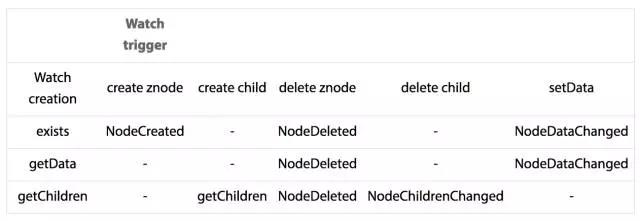 Watch
trigger
Watch
creation create znode create child delete znode delete child setData
exists NodeCreated - NodeDeleted - NodeDataChanged
getData - - NodeDeleted - NodeDataChanged
getChildren - getChildren NodeDeleted NodeChildrenChanged -